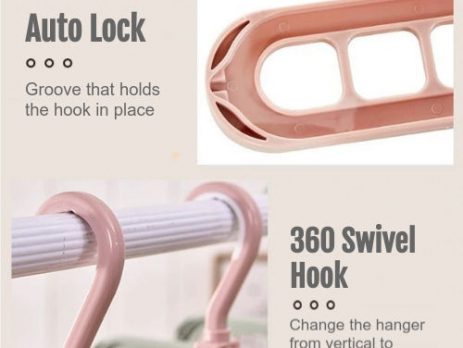 Auto Lock
Groove that holds
the hook in place
360 Swivel
Hook
Change the hanger
from vertical to